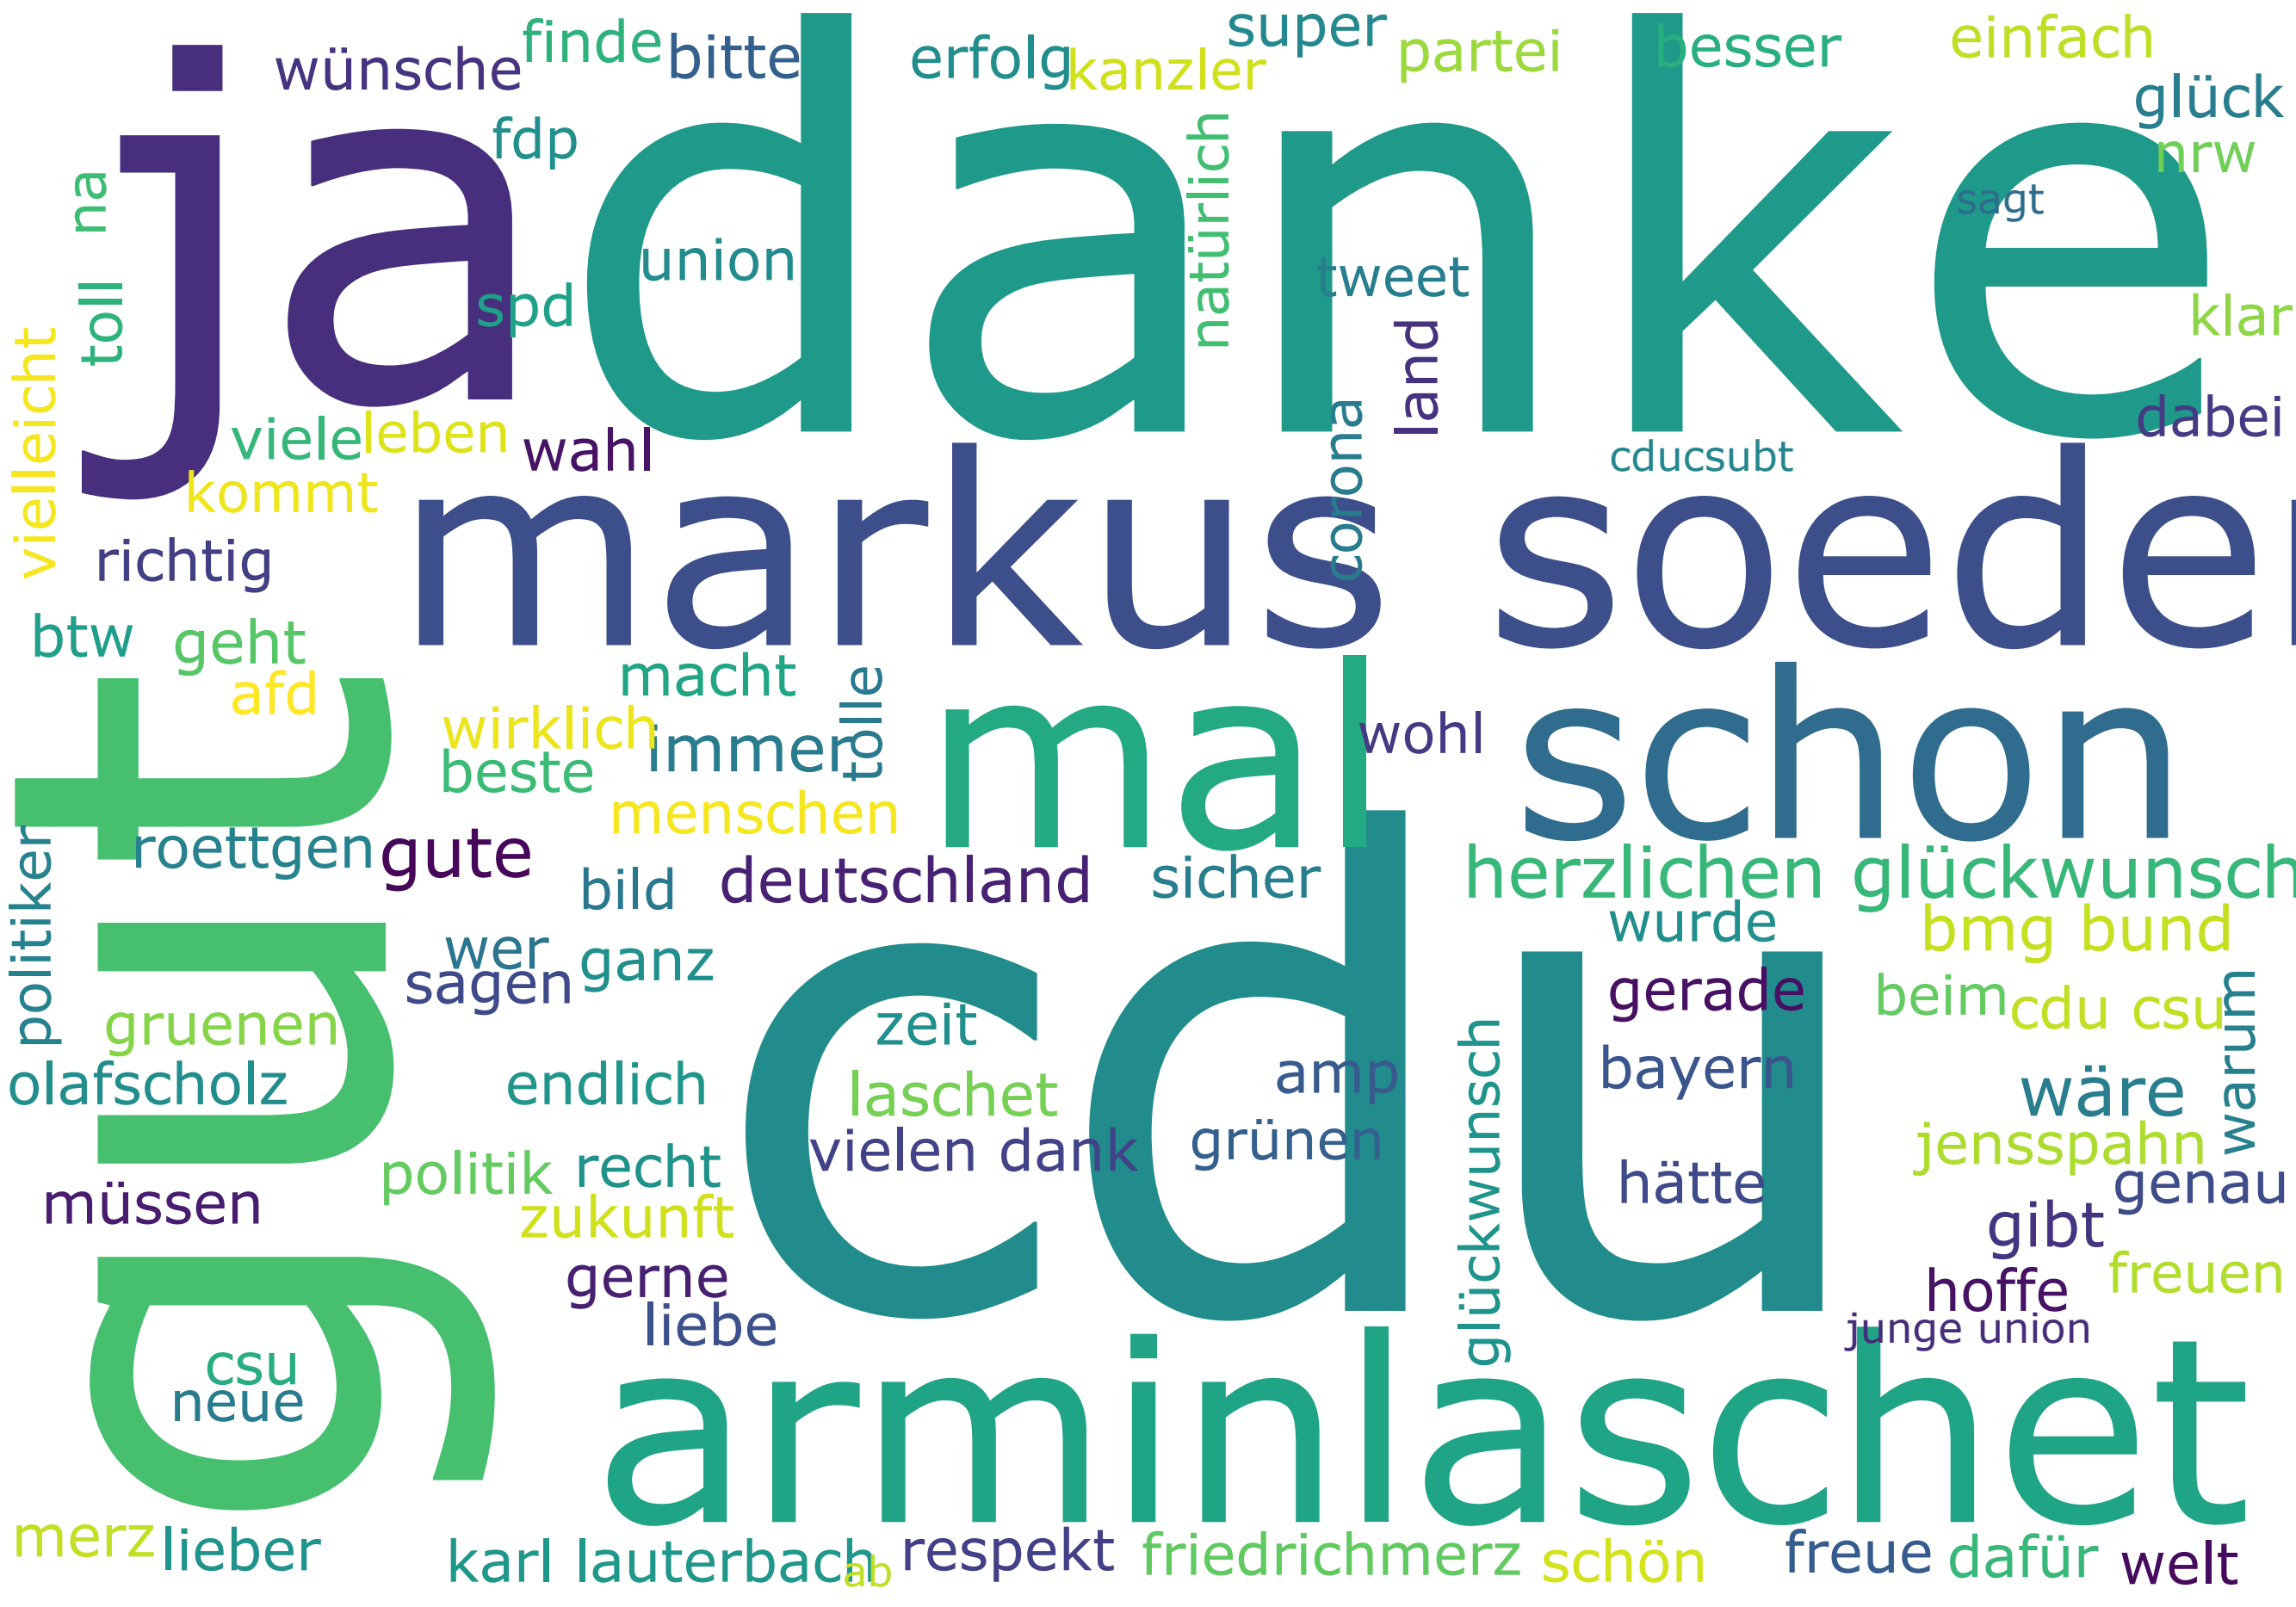 ja
danke
wünsche
finde
bitte
erfolg
kanzler
super
partei
besser
einfach
glück
nrw
sagt
fdp
na
toll
union
spd
natürlich
tweet
land
klar
dabei
vielleicht
viele
leben
wahl
kommt
corona
cducsubt
markus soeder
richtig
btw
geht
afd
macht
tolle
mal
schon
wohl
wirklich
immer
beste
menschen
gut
politiker
roettgen
gute
bild
deutschland
sicher
herzlichen glückwunsch
wurde
bmg bund
wer
sagen
ganz
cdu
gerade
beim
cdu csu
warum
gruenen
zeit
olafscholz
endlich
laschet
amp
bayern
wäre
vielen dank
grünen
glückwunsch
jensspahn
politik
recht
hätte
genau
müssen
zukunft
gibt
gerne
hoffe
freuen
liebe
junge union
csu
neue
arminlaschet
merz
lieber
karl lauterbach
ab
respekt
friedrichmerz
schön
freue
dafür
welt